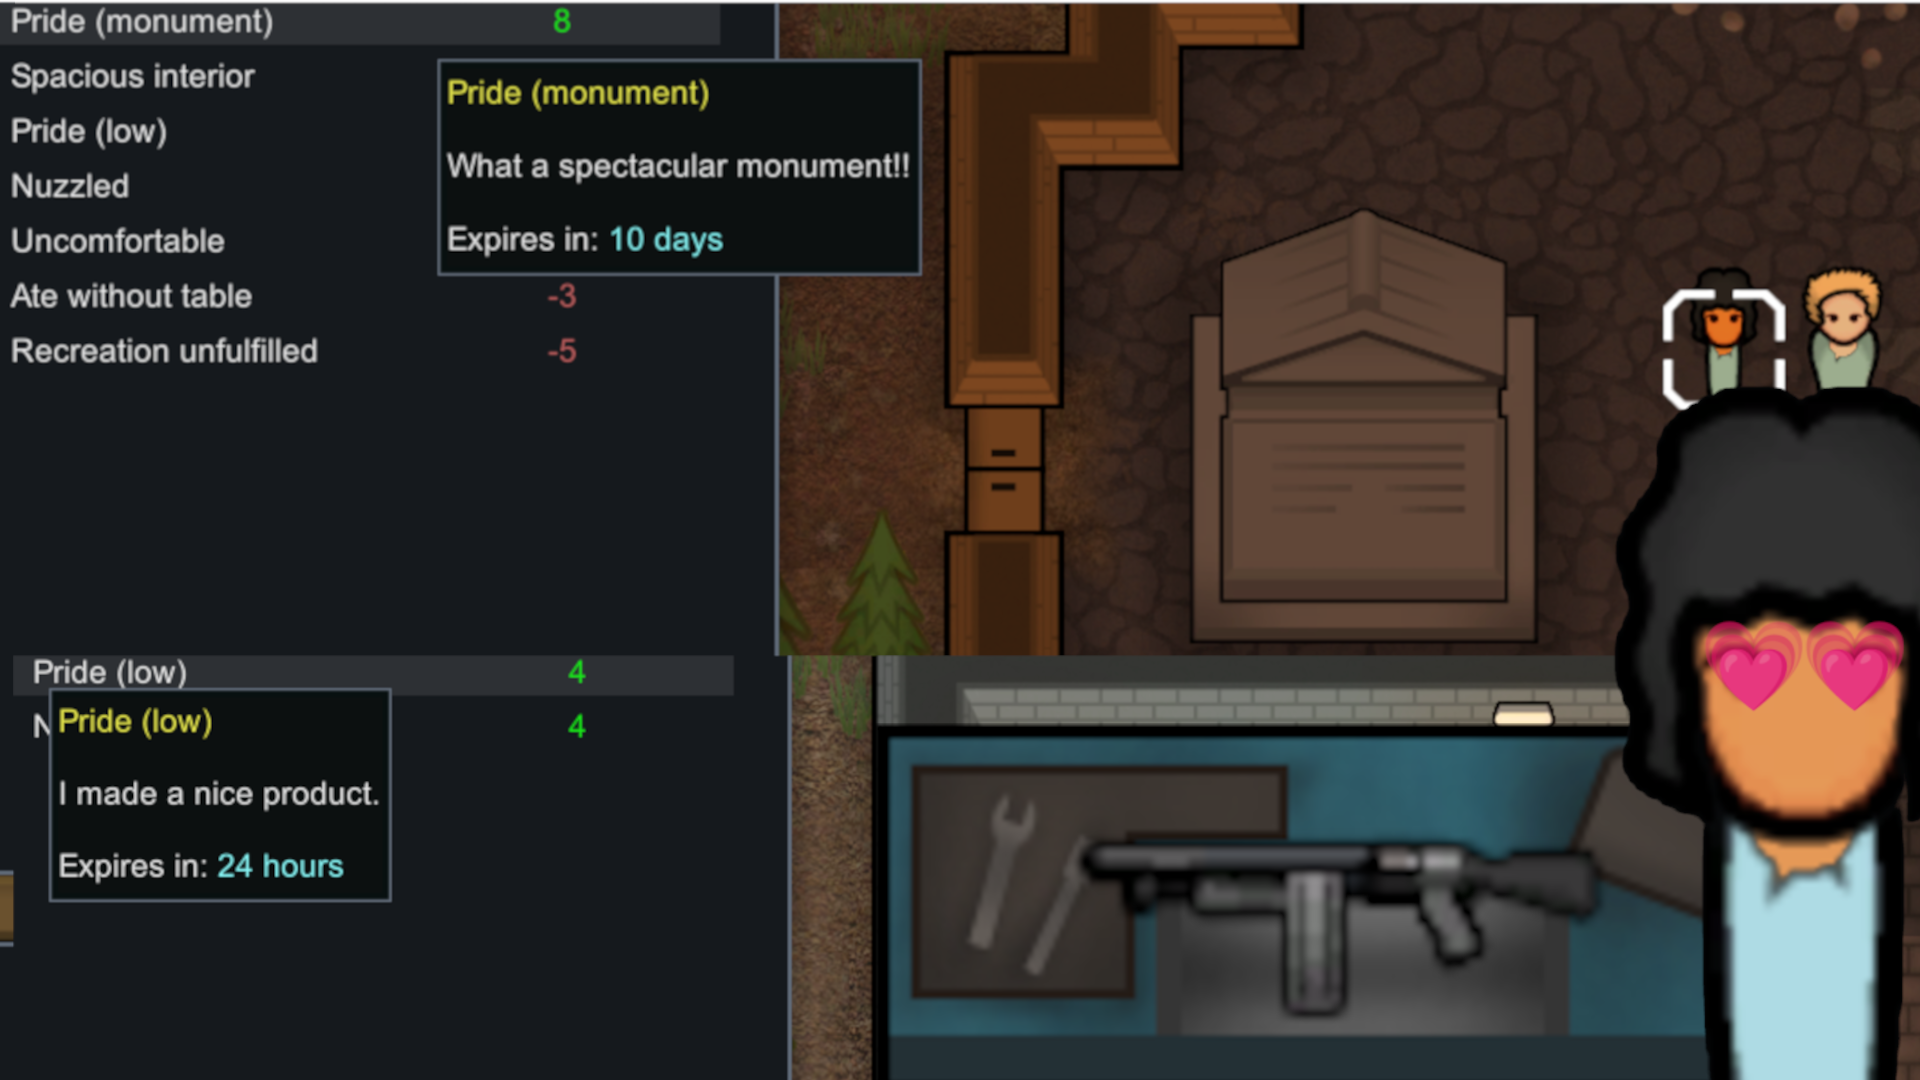 Pride (monument) 8
Spacious interior
Pride (low)
Nuzzled
Uncomfortable
Ate without table -3
Recreation unfulfilled -5
Pride (monument)
What a spectacular monument!!
Expires in: 10 days
Pride (low) 4
N 4
Pride (low)
I made a nice product.
Expires in: 24 hours